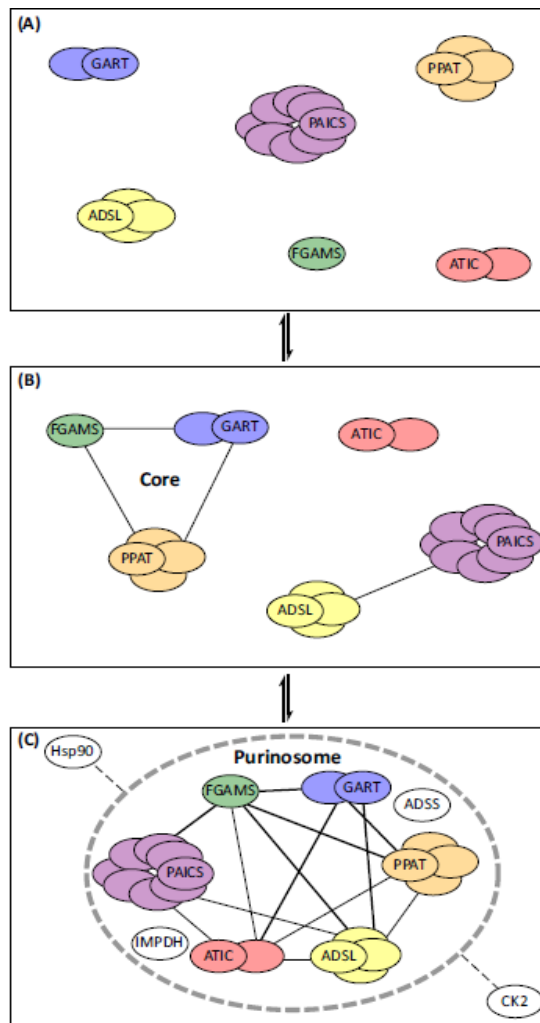 (A)
GART
PPAT
PAICS
ADSL
FGAMS
ATIC
(B)
FGAMS
GART
ATIC
Core
PPAT
PAICS
ADSL
(C)
Hsp90
Purinosome
FGAMS
GART
ADSS
PPAT
PAICS
IMPDH
ATIC
ADSL
CK2